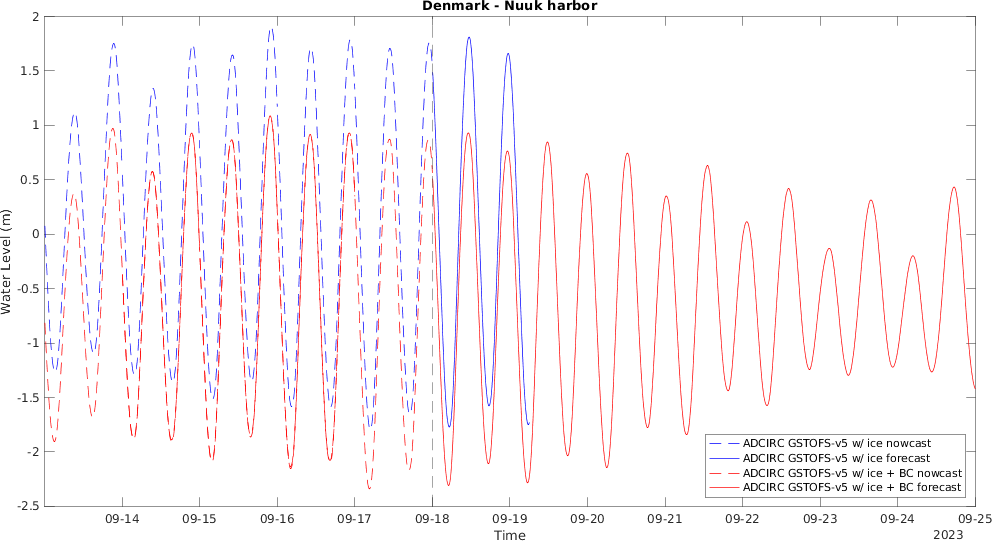 Denmark - Nuuk harbor
2
1.5
1
0.5
0
-0.5
-1
-1.5
-2
-2.5
Water Level (m)
09-14 09-15 09-16 09-17 09-18 09-19 09-20 09-21 09-22 09-23 09-24 09-25
Time
2023
ADCIRC GSTOFS-v5 w/ ice nowcast
ADCIRC GSTOFS-v5 w/ ice forecast
ADCIRC GSTOFS-v5 w/ ice + BC nowcast
ADCIRC GSTOFS-v5 w/ ice + BC forecast